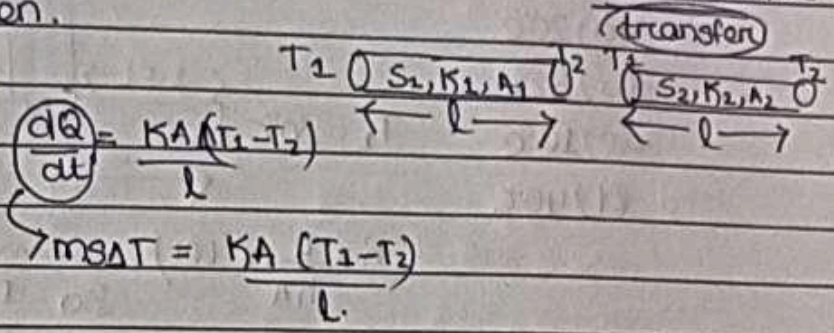 en.
transfer
T1 S1, K1, A1 T2 T1 S2, K2, A2 T2
← l → ← l →
dQ/dt = KA(T1-T2)/l
→ msΔT = KA (T1-T2)/l.